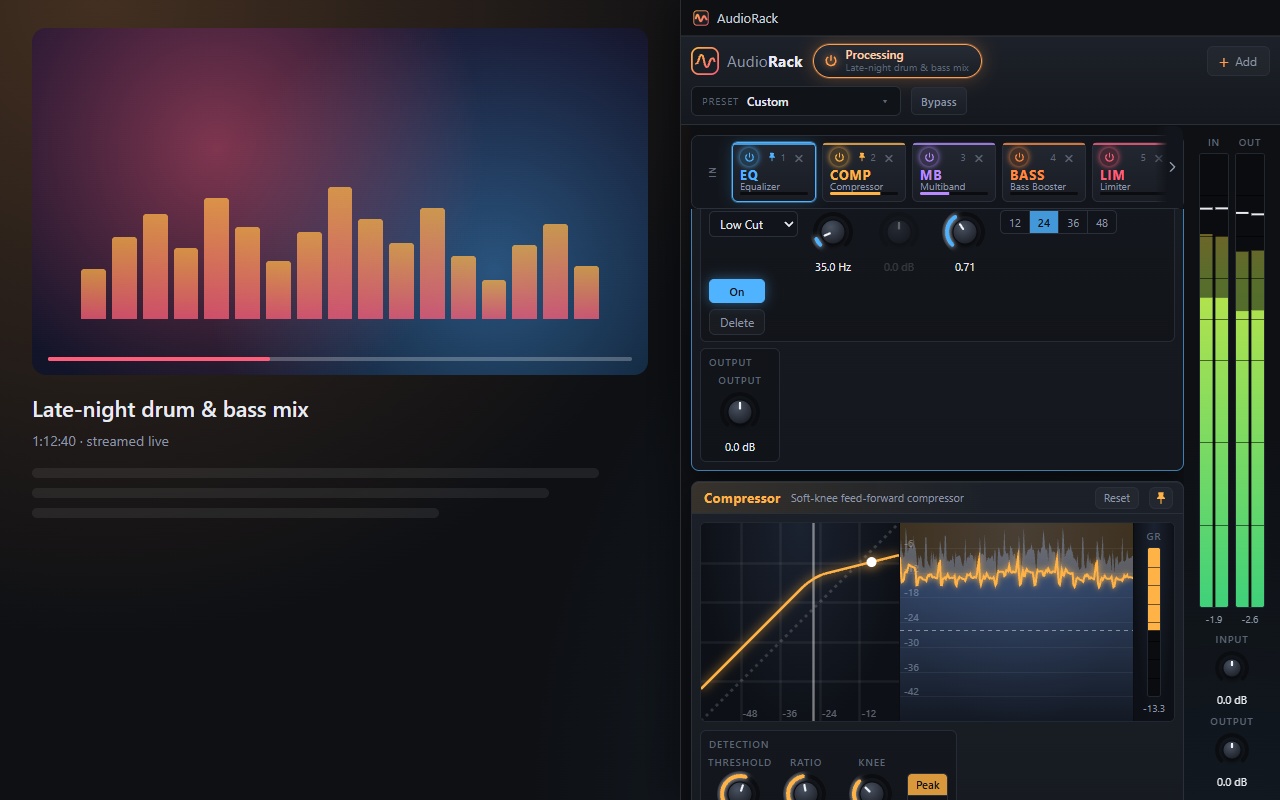 Late-night drum & bass mix
1:12:40 · streamed live
AudioRack
AudioRack
Processing
Late-night drum & bass mix
+ Add
PRESET Custom
Bypass
IN
1
EQ
Equalizer
2
COMP
Compressor
3
MB
Multiband
4
BASS
Bass Booster
5
LIM
Limiter
IN OUT
Low Cut
35.0 Hz
0.0 dB
0.71
12 24 36 48
On
Delete
OUTPUT
OUTPUT
0.0 dB
Compressor Soft-knee feed-forward compressor Reset
-48 -36 -24 -12
-6
-18
-24
-30
-36
-42
GR
-13.3
-1.9 -2.6
INPUT
0.0 dB
OUTPUT
0.0 dB
DETECTION
THRESHOLD RATIO KNEE
Peak